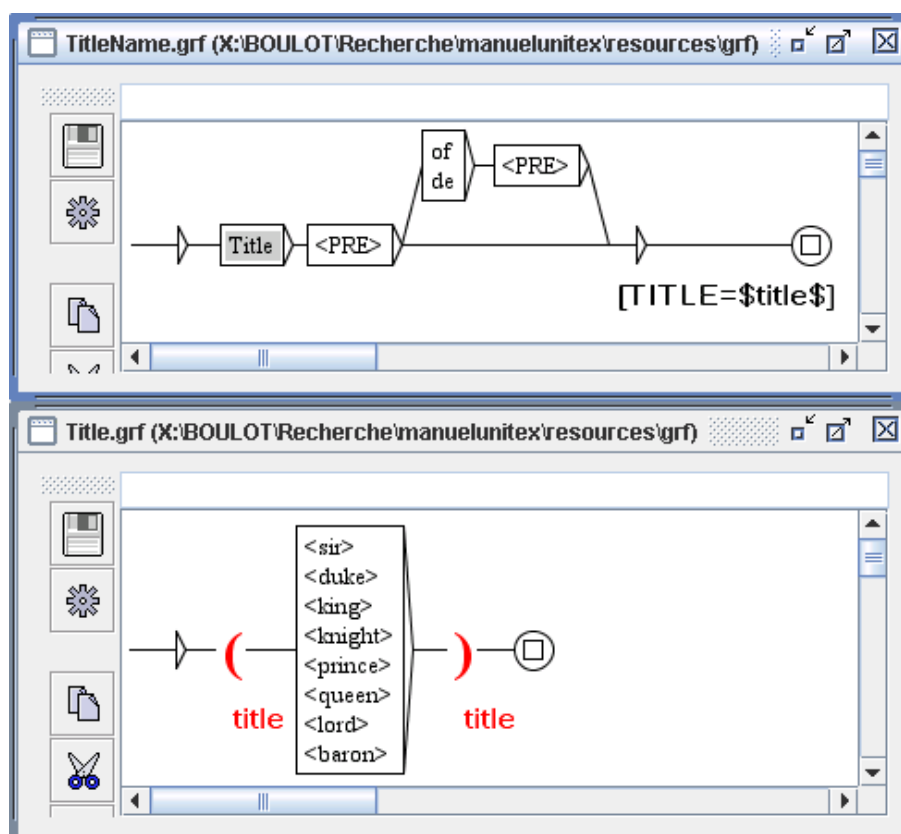 TitleName.grf (X:\BOULOT\Recherche\manuelunitex\resources\grf)
of
de
<PRE>
Title
<PRE>
[TITLE=$title$]
Title.grf (X:\BOULOT\Recherche\manuelunitex\resources\grf)
<sir>
<duke>
<king>
<knight>
<prince>
<queen>
<lord>
<baron>
(
)
title
title